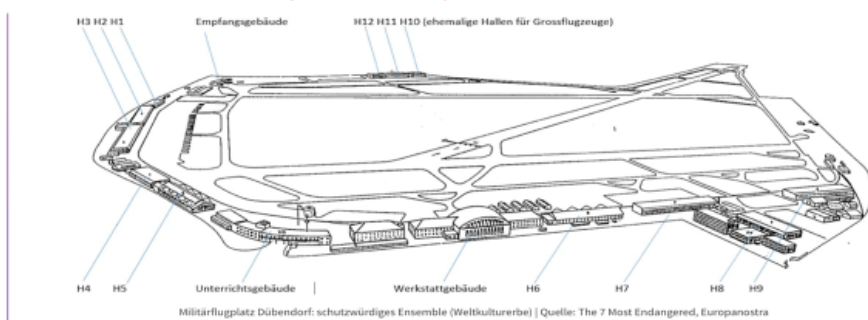 H3 H2 H1 Empfangsgebäude H12 H11 H10 (ehemalige Hallen für Grossflugzeuge)
H4 H5 Unterrichtsgebäude Werkstattgebäude H6 H7 H8 H9
Militärflugplatz Dübendorf: schutzwürdiges Ensemble (Weltkulturerbe) | Quelle: The 7 Most Endangered, Europanostra